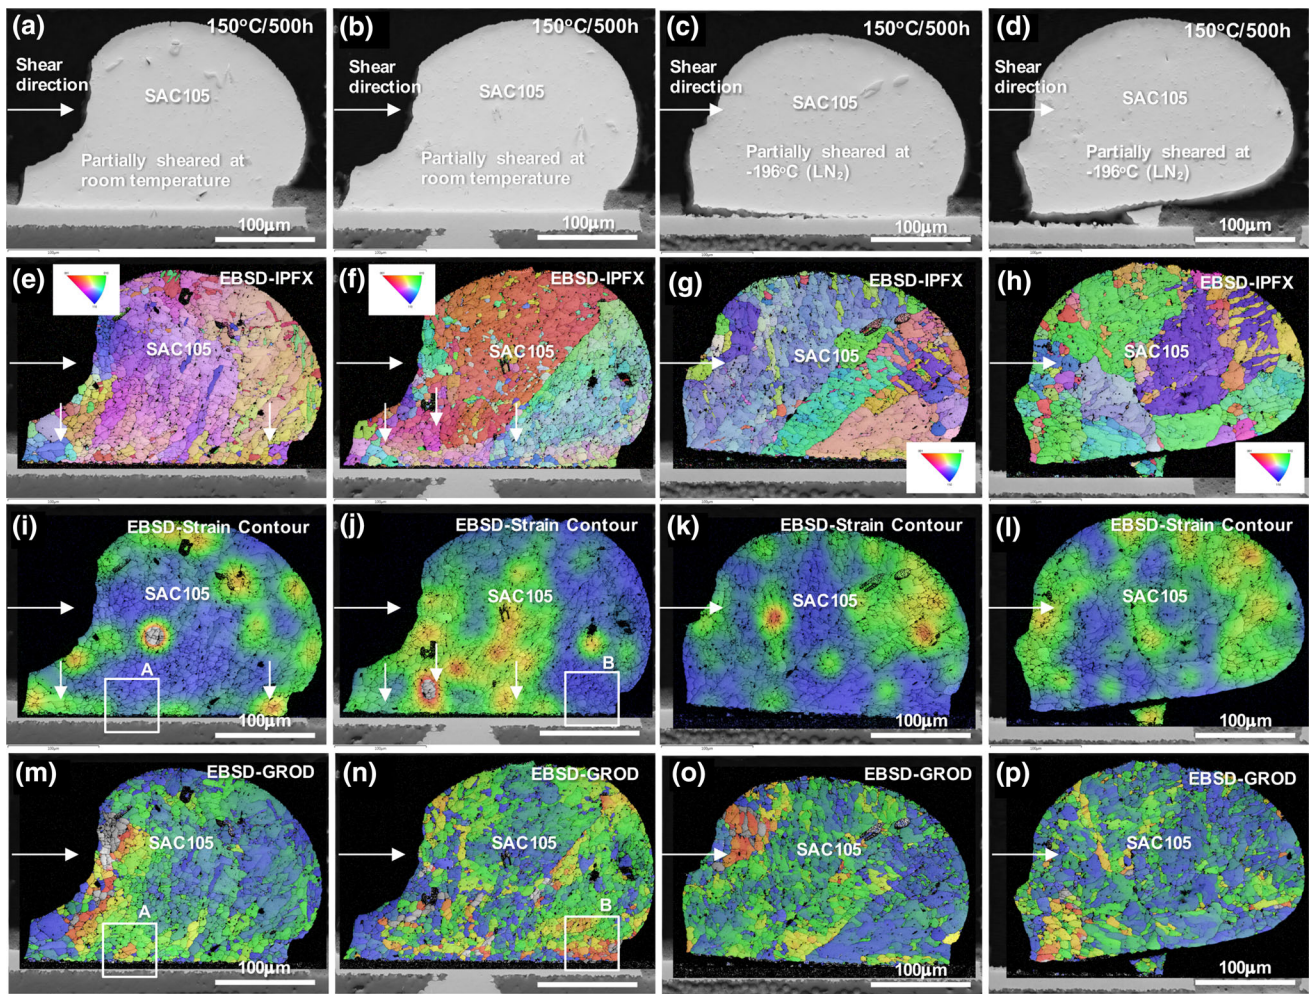 (a) 150°C/500h
Shear
direction
SAC105
Partially sheared at
room temperature
100μm
(b) 150°C/500h
Shear
direction
SAC105
Partially sheared at
room temperature
100μm
(c) 150°C/500h
Shear
direction
SAC105
Partially sheared at
-196°C (LN₂)
100μm
(d) 150°C/500h
Shear
direction
SAC105
Partially sheared at
-196°C (LN₂)
100μm
(e) EBSD-IPFX
SAC105
(f) EBSD-IPFX
SAC105
(g) EBSD-IPFX
SAC105
(h) EBSD-IPFX
SAC105
(i) EBSD-Strain Contour
SAC105
A
100μm
(j) EBSD-Strain Contour
SAC105
B
(k) EBSD-Strain Contour
SAC105
100μm
(l) EBSD-Strain Contour
SAC105
100μm
(m) EBSD-GROD
SAC105
A
100μm
(n) EBSD-GROD
SAC105
B
(o) EBSD-GROD
SAC105
100μm
(p) EBSD-GROD
SAC105
100μm